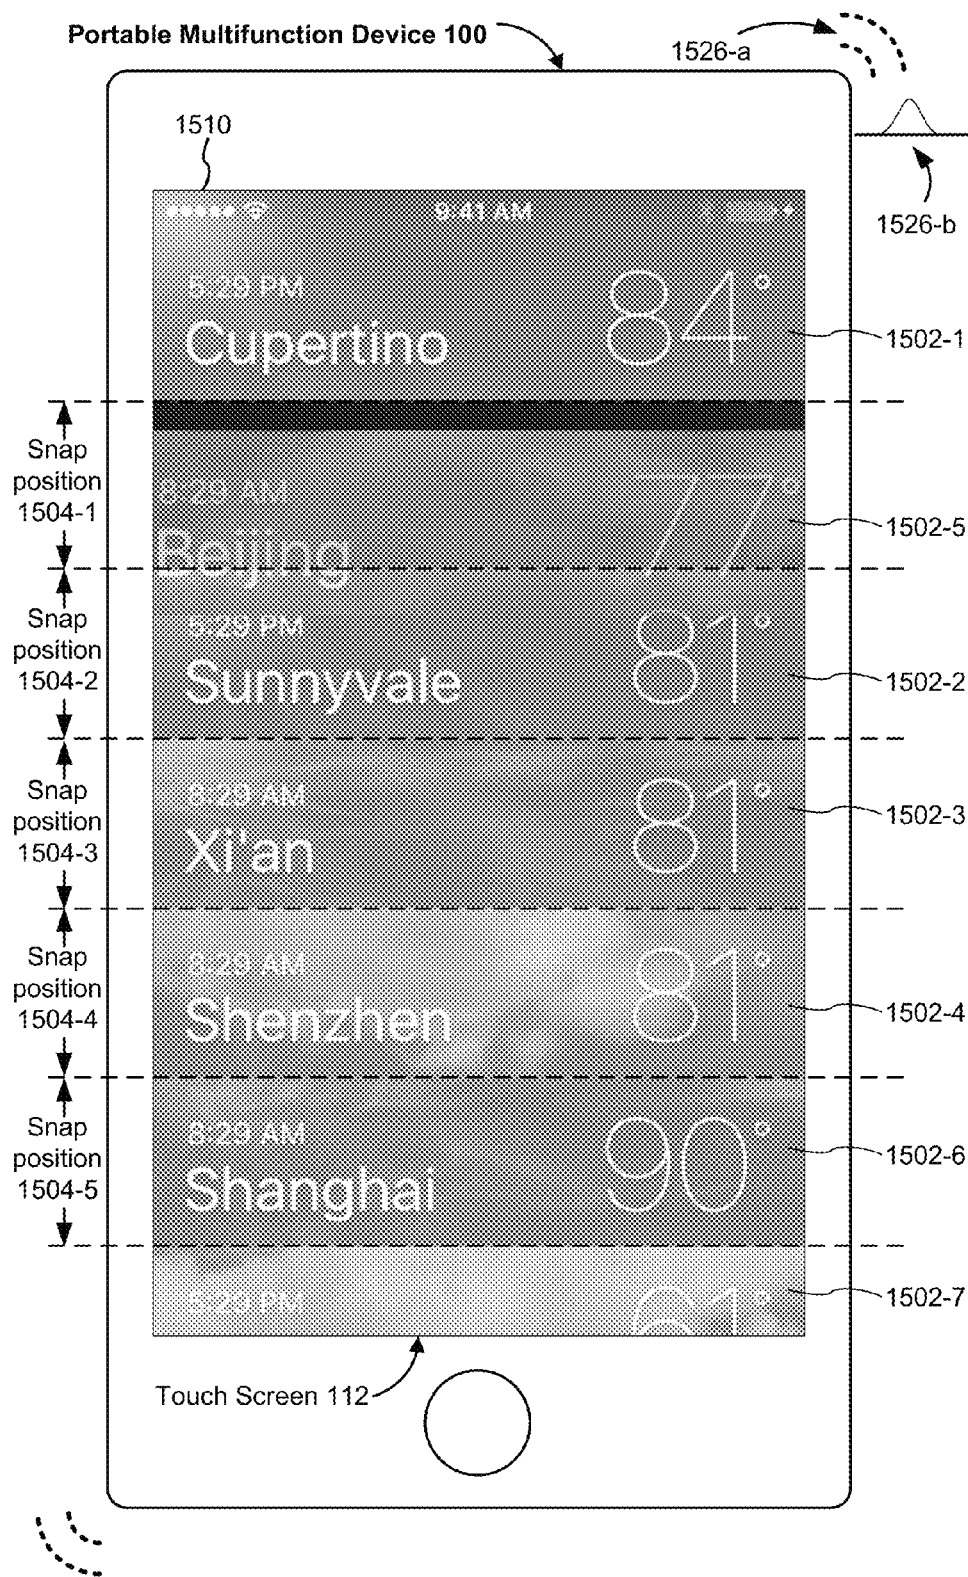 Portable Multifunction Device 100
1526-a
1510
1526-b
9:41 AM
5:29 PM
84°
Cupertino
1502-1
Snap
position
1504-1
8:29 AM
77°
Beijing
1502-5
Snap
position
1504-2
5:29 PM
81°
Sunnyvale
1502-2
Snap
position
1504-3
8:29 AM
81°
Xi'an
1502-3
Snap
position
1504-4
8:29 AM
81°
Shenzhen
1502-4
Snap
position
1504-5
8:29 AM
90°
Shanghai
1502-6
5:29 PM
1502-7
Touch Screen 112